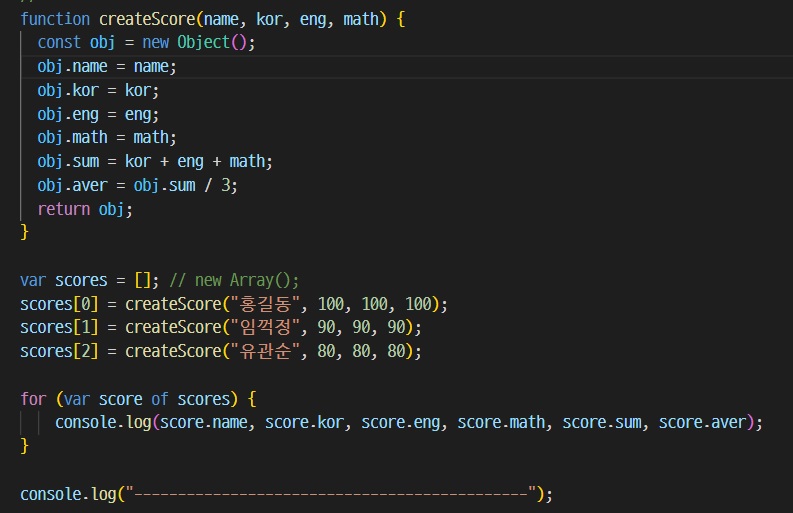 function createScore(name, kor, eng, math) {
const obj = new Object();
obj.name = name;
obj.kor = kor;
obj.eng = eng;
obj.math = math;
obj.sum = kor + eng + math;
obj.aver = obj.sum / 3;
return obj;
}
var scores = []; // new Array();
scores[0] = createScore("홍길동", 100, 100, 100);
scores[1] = createScore("임꺽정", 90, 90, 90);
scores[2] = createScore("유관순", 80, 80, 80);
for (var score of scores) {
console.log(score.name, score.kor, score.eng, score.math, score.sum, score.aver);
}
console.log("---------------------------------------------");